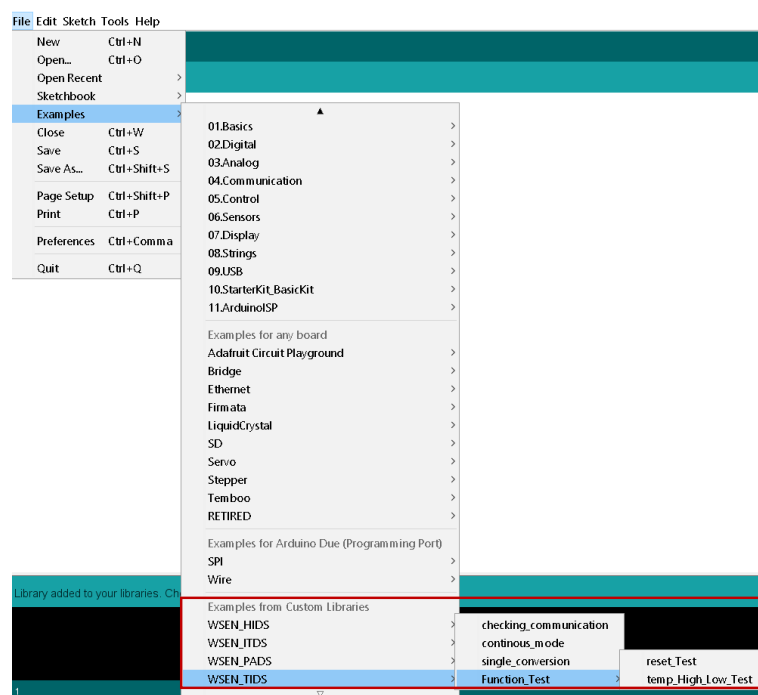 File Edit Sketch Tools Help
New Ctrl+N
Open... Ctrl+O
Open Recent
Sketchbook
Examples
Close Ctrl+W
Save Ctrl+S
Save As... Ctrl+Shift+S
Page Setup Ctrl+Shift+P
Print Ctrl+P
Preferences Ctrl+Comma
Quit Ctrl+Q
01.Basics
02.Digital
03.Analog
04.Communication
05.Control
06.Sensors
07.Display
08.Strings
09.USB
10.StarterKit_BasicKit
11.ArduinoISP
Examples for any board
Adafruit Circuit Playground
Bridge
Ethernet
Firmata
LiquidCrystal
SD
Servo
Stepper
Temboo
RETIRED
Examples for Arduino Due (Programming Port)
SPI
Wire
Library added to your libraries. Ch
Examples from Custom Libraries
WSEN_HIDS
WSEN_ITDS
WSEN_PADS
WSEN_TIDS
checking_communication
continous_mode
single_conversion
Function_Test
reset_Test
temp_High_Low_Test
1